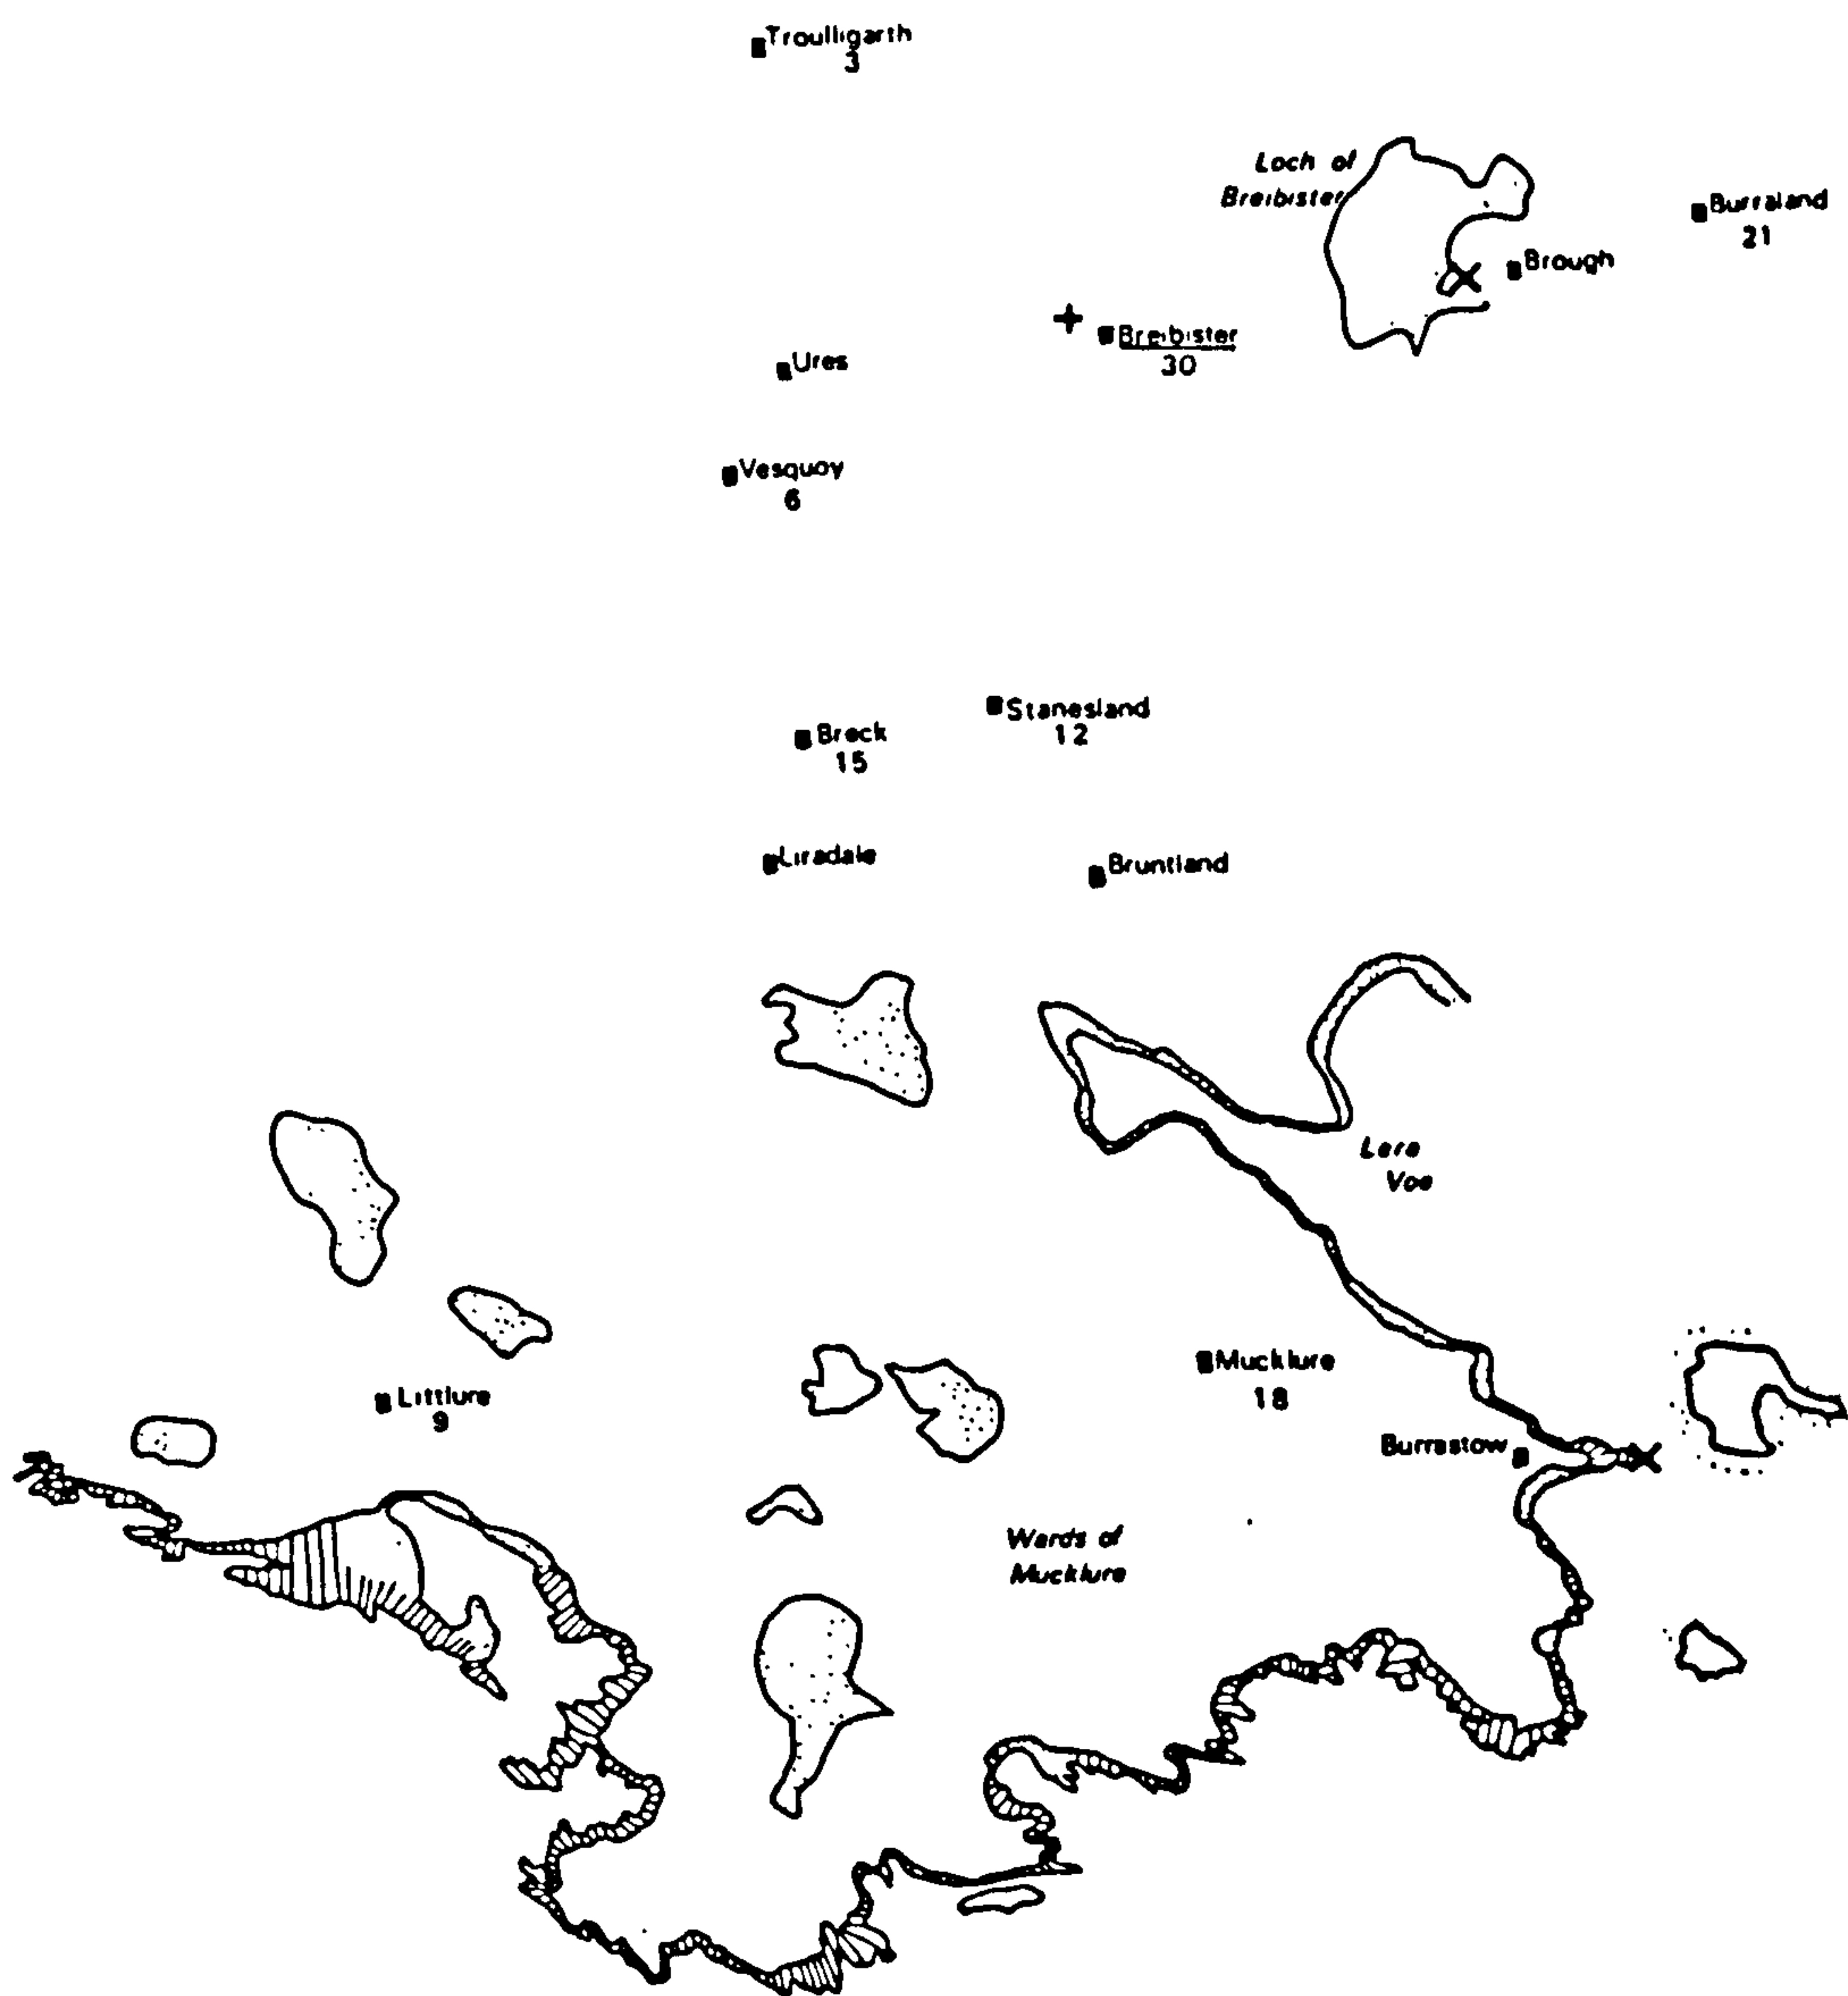 Troulligarth
3
Loch of
Breibister
Burraland
21
Brough
Breibister
30
Ures
Vesquoy
6
Stanesland
12
Breck
15
Liradale
Bruntland
Lera
Voe
Mucklure
18
Littlure
9
Burrastow
Wards of
Mucklure